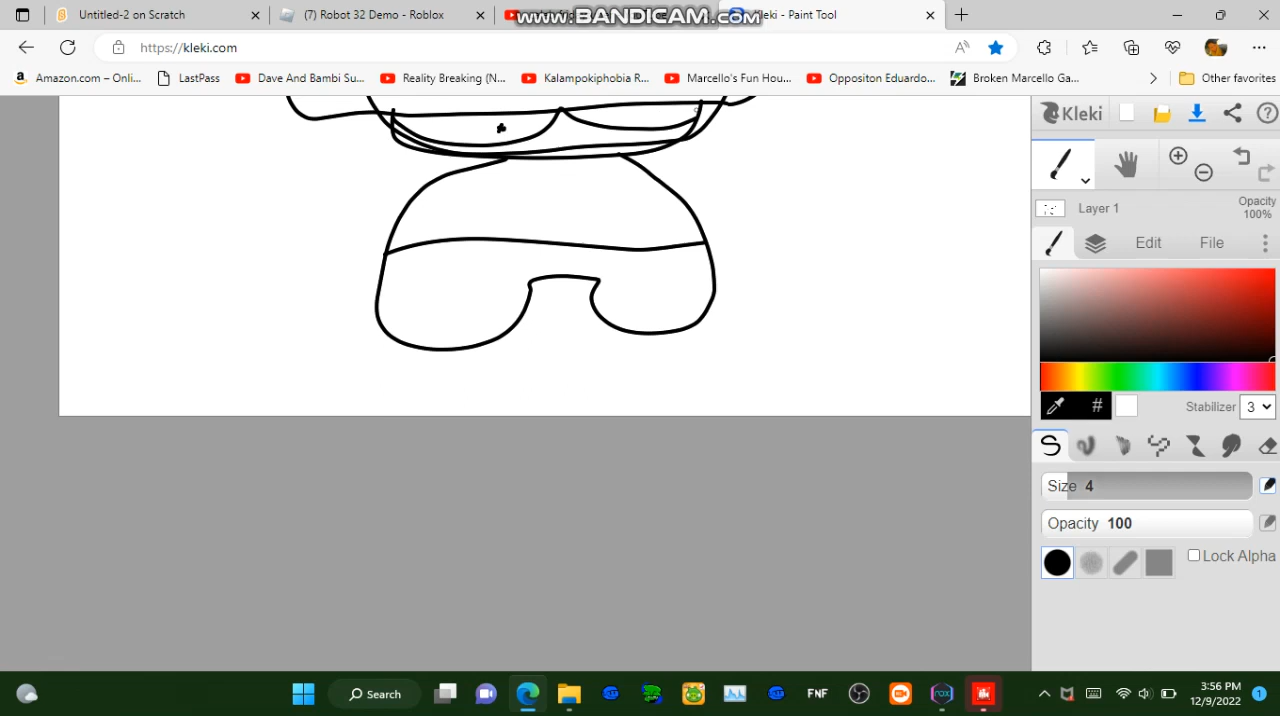 Untitled-2 on Scratch
(7) Robot 32 Demo - Roblox
www.BANDICAM.com
Kleki - Paint Tool
https://kleki.com
Amazon.com – Onli...
LastPass
Dave And Bambi Su...
Reality Breaking (N...
Kalampokiphobia R...
Marcello's Fun Hou...
Oppositon Eduardo...
Broken Marcello Ga...
Other favorites
Kleki
Layer 1
Opacity
100%
Edit
File
#
Stabilizer
3
Size 4
Opacity 100
Lock Alpha
Search
FNF
3:56 PM
12/9/2022
1